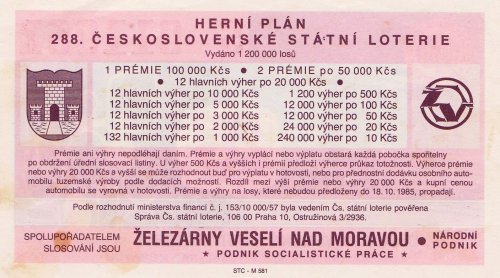 HERNÍ PLÁN
288. ČESKOSLOVENSKÉ STÁTNÍ LOTERIE
Vydáno 1 200 000 losů
1 PRÉMIE 100 000 Kčs • 2 PRÉMIE po 50 000 Kčs
• 12 hlavních výher po 20 000 Kčs •
12 hlavních výher po 10 000 Kčs 1 200 výher po 500 Kčs
12 hlavních výher po 5 000 Kčs 12 000 výher po 100 Kčs
12 hlavních výher po 3 000 Kčs 12 000 výher po 50 Kčs
12 hlavních výher po 2 000 Kčs 24 000 výher po 20 Kčs
132 hlavních výher po 1 000 Kčs 240 000 výher po 10 Kčs
Prémie ani výhry nepodléhají daním. Prémie a výhry vyplatí nebo výplatu obstará každá pobočka spořitelny
po obdržení úřední slosovací listiny. U výher 500 Kčs a vyšších i prémií předloží výherce průkaz totožnosti. Výherce prémie
nebo výhry 20 000 Kčs a vyšší se může rozhodnout buď pro výplatu v hotovosti, nebo pro přednostní dodávku osobního auto-
mobilu tuzemské výroby podle dodacích možností. Rozdíl mezi výší prémie nebo výhry 20 000 Kčs a kupní cenou
automobilu se vyrovná v hotovosti. Prémie a výhry na losy, které nebudou předloženy do 18. 10. 1985, propadají.
Podle rozhodnutí ministerstva financí č. j. 153/10 000/57 byla vedením Čs. státní loterie pověřena
Správa Čs. státní loterie, 106 00 Praha 10, Ostružinová 3/2936.
SPOLUPOŘADATELEM
SLOSOVÁNÍ JSOU
ŽELEZÁRNY VESELÍ NAD MORAVOU
★ PODNIK SOCIALISTICKÉ PRÁCE ★
• NÁRODNÍ
PODNIK
STC - M 581